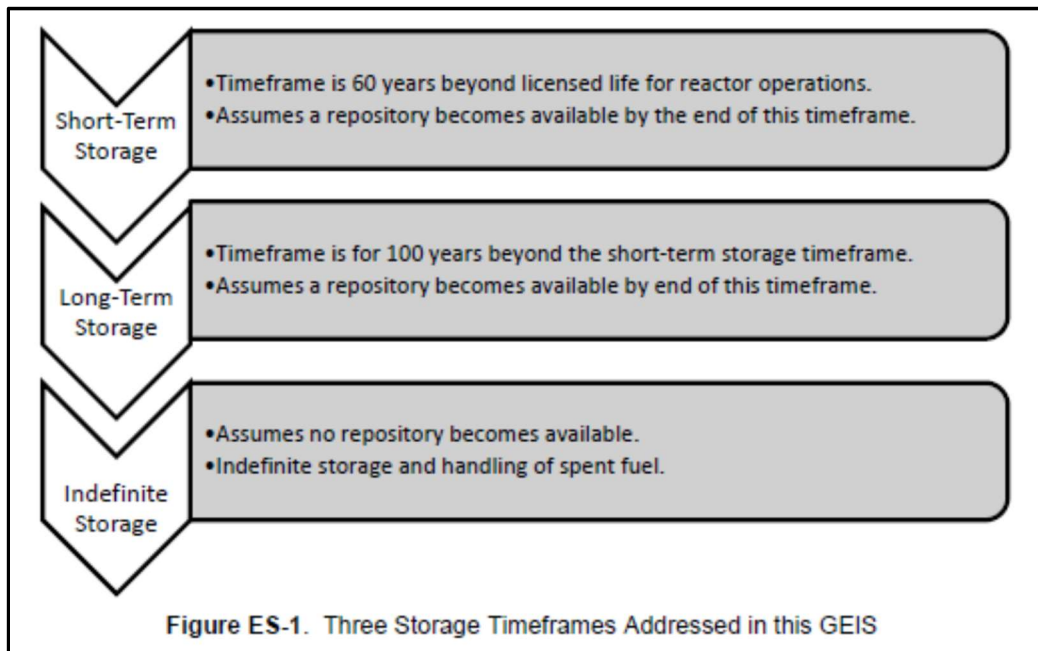 Short-Term
Storage
•Timeframe is 60 years beyond licensed life for reactor operations.
•Assumes a repository becomes available by the end of this timeframe.
Long-Term
Storage
•Timeframe is for 100 years beyond the short-term storage timeframe.
•Assumes a repository becomes available by end of this timeframe.
Indefinite
Storage
•Assumes no repository becomes available.
•Indefinite storage and handling of spent fuel.
Figure ES-1. Three Storage Timeframes Addressed in this GEIS